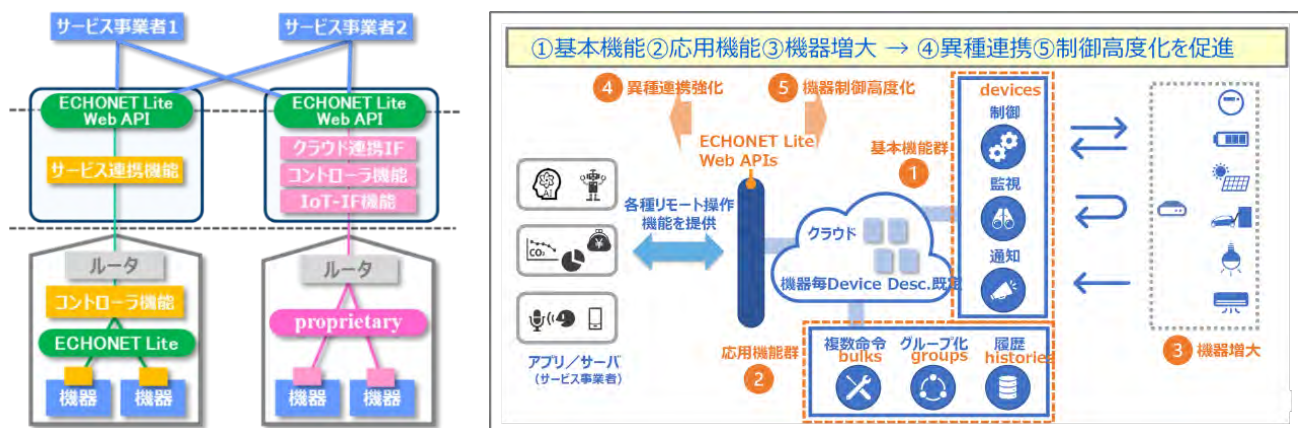 サービス事業者1
サービス事業者2
ECHONET Lite
Web API
ECHONET Lite
Web API
サービス連携機能
クラウド連携IF
コントローラ機能
IoT-IF機能
ルータ
コントローラ機能
ECHONET Lite
機器
機器
ルータ
proprietary
機器
機器
①基本機能②応用機能③機器増大 → ④異種連携⑤制御高度化を促進
④ 異種連携強化
⑤ 機器制御高度化
ECHONET Lite
Web APIs
基本機能群
①
devices
制御
監視
通知
AI
CO₂
¥
各種リモート操作
機能を提供
クラウド
機器毎Device Desc.既定
アプリ／サーバ
(サービス事業者)
応用機能群
②
複数命令
bulks
グループ化
groups
履歴
histories
③ 機器増大